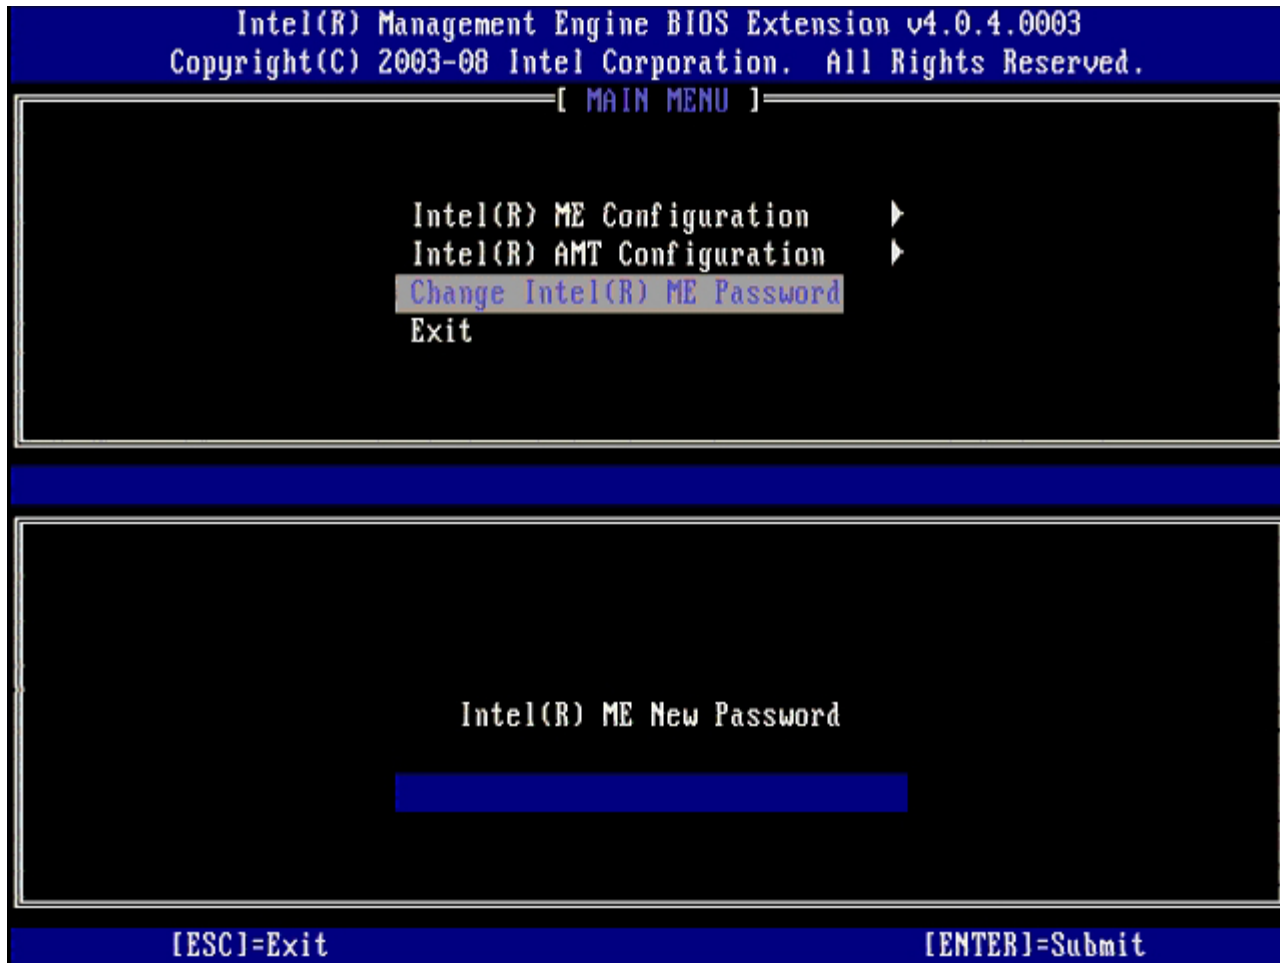 Intel(R) Management Engine BIOS Extension v4.0.4.0003
Copyright(C) 2003-08 Intel Corporation. All Rights Reserved.
[ MAIN MENU ]
Intel(R) ME Configuration
Intel(R) AMT Configuration
Change Intel(R) ME Password
Exit
Intel(R) ME New Password
[ESC]=Exit [ENTER]=Submit